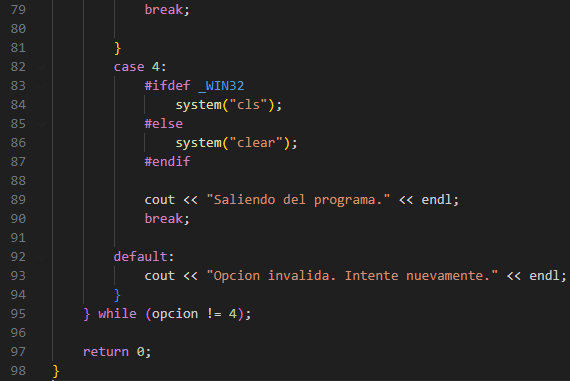 79 break;
80
81 }
82 case 4:
83 #ifdef _WIN32
84 system("cls");
85 #else
86 system("clear");
87 #endif
88
89 cout << "Saliendo del programa." << endl;
90 break;
91
92 default:
93 cout << "Opcion invalida. Intente nuevamente." << endl;
94 }
95 } while (opcion != 4);
96
97 return 0;
98 }